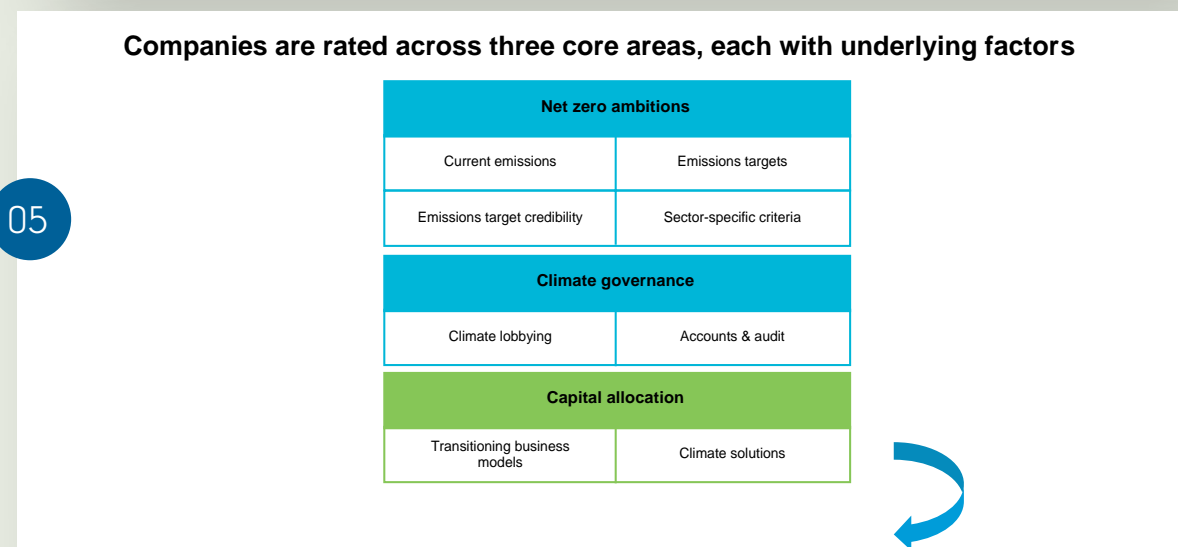 Companies are rated across three core areas, each with underlying factors
Net zero ambitions
Current emissions
Emissions targets
05
Emissions target credibility
Sector-specific criteria
Climate governance
Climate lobbying
Accounts & audit
Capital allocation
Transitioning business
models
Climate solutions